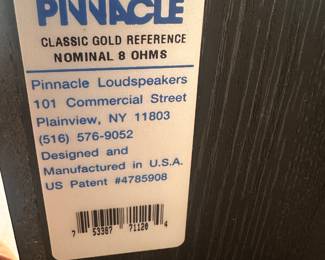 PINNACLE
CLASSIC GOLD REFERENCE
NOMINAL 8 OHMS
Pinnacle Loudspeakers
101 Commercial Street
Plainview, NY 11803
(516) 576-9052
Designed and
Manufactured in U.S.A.
US Patent #4785908
7 53387 71120 4